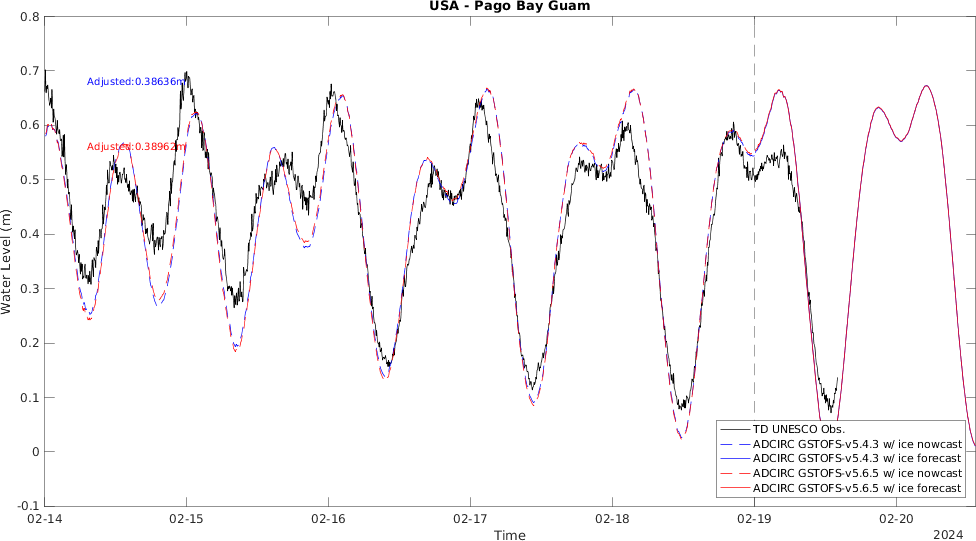 USA - Pago Bay Guam
0.8
0.7
0.6
0.5
0.4
0.3
0.2
0.1
0
-0.1
Water Level (m)
Adjusted:0.38636m
Adjusted:0.38962m
TD UNESCO Obs.
ADCIRC GSTOFS-v5.4.3 w/ ice nowcast
ADCIRC GSTOFS-v5.4.3 w/ ice forecast
ADCIRC GSTOFS-v5.6.5 w/ ice nowcast
ADCIRC GSTOFS-v5.6.5 w/ ice forecast
02-14 02-15 02-16 02-17 02-18 02-19 02-20
Time
2024